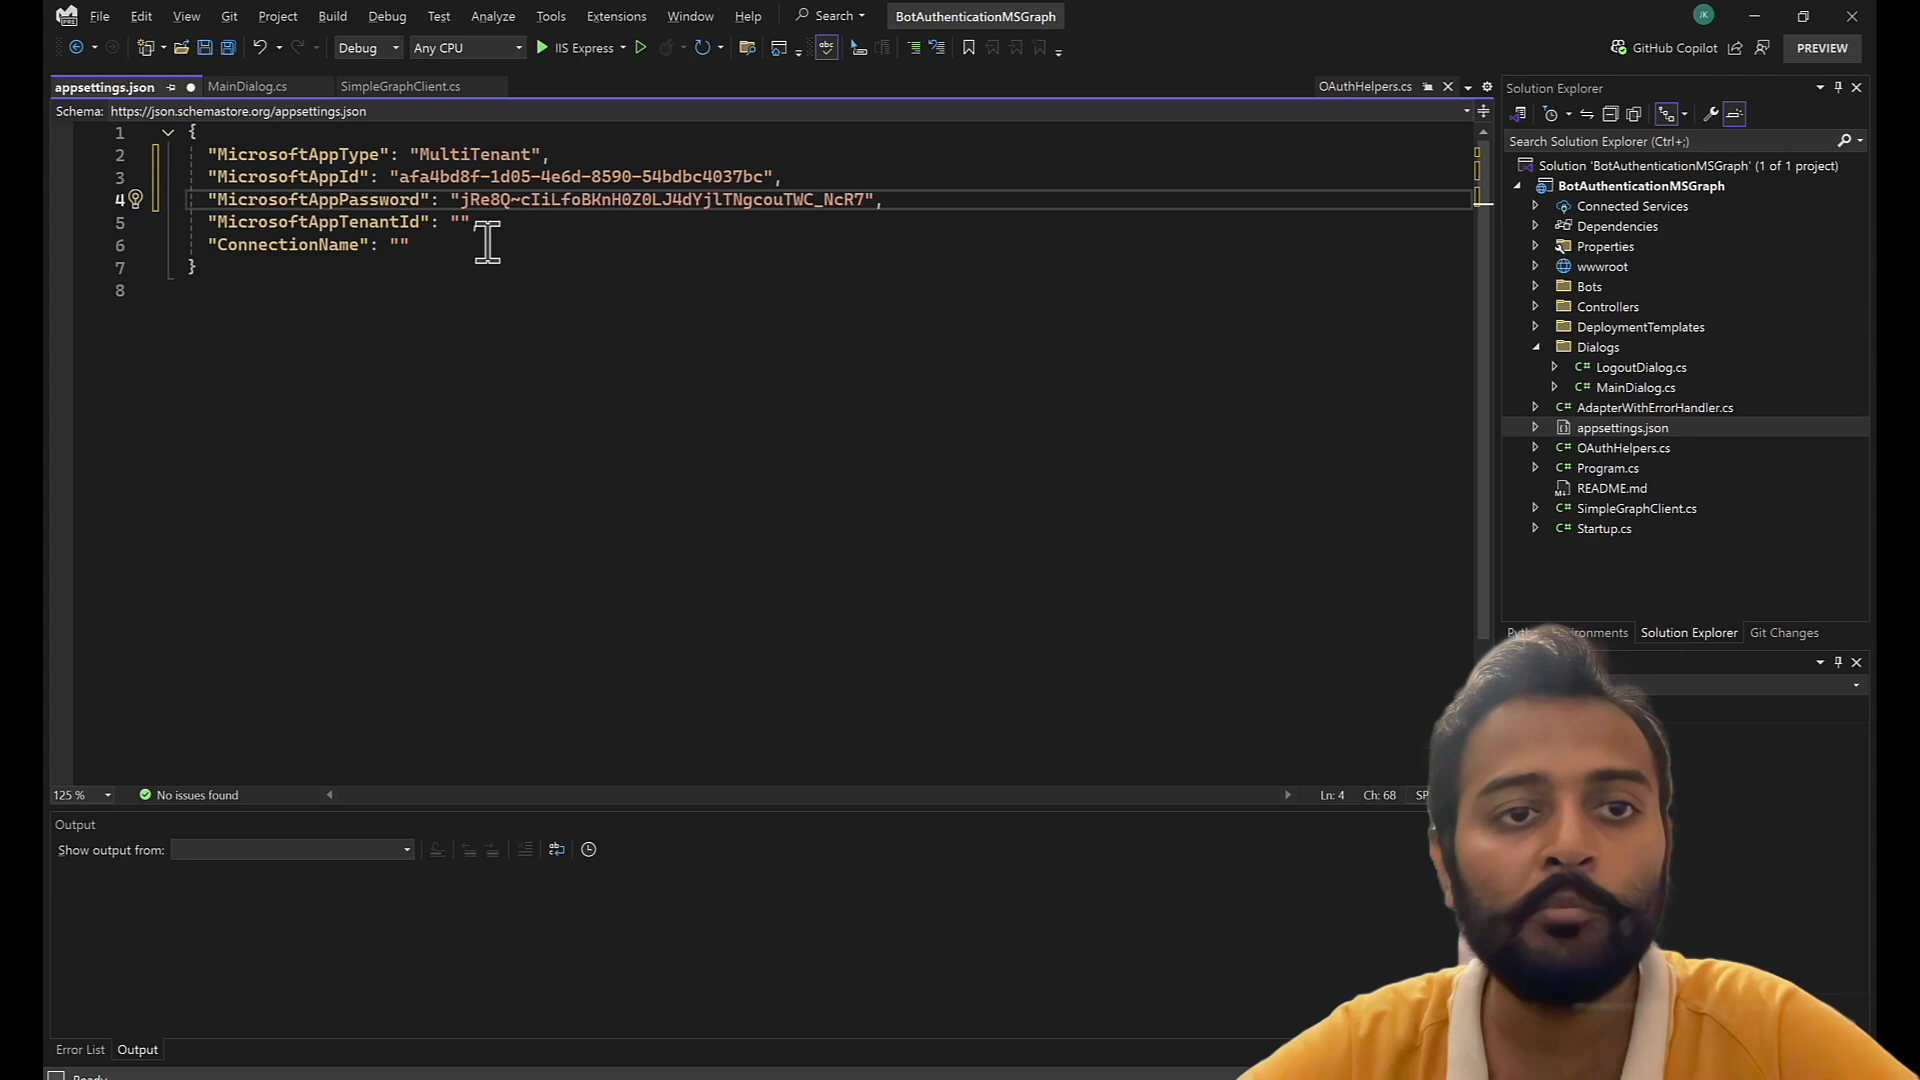 File Edit View Git Project Build Debug Test Analyze Tools Extensions Window Help Search BotAuthenticationMSGraph JK
Debug Any CPU IIS Express GitHub Copilot PREVIEW
appsettings.json MainDialog.cs SimpleGraphClient.cs OAuthHelpers.cs
Schema: https://json.schemastore.org/appsettings.json
1 {
2 "MicrosoftAppType": "MultiTenant",
3 "MicrosoftAppId": "afa4bd8f-1d05-4e6d-8590-54bdbc4037bc",
4 "MicrosoftAppPassword": "jRe8Q~cIiLfoBKnH0Z0LJ4dYjlTNgcouTWC_NcR7",
5 "MicrosoftAppTenantId": ""
6 "ConnectionName": ""
7 }
8
125 % No issues found Ln: 4 Ch: 68
Output
Show output from:
Error List Output
Ready
Solution Explorer
Search Solution Explorer (Ctrl+;)
Solution 'BotAuthenticationMSGraph' (1 of 1 project)
BotAuthenticationMSGraph
Connected Services
Dependencies
Properties
wwwroot
Bots
Controllers
DeploymentTemplates
Dialogs
C# LogoutDialog.cs
C# MainDialog.cs
C# AdapterWithErrorHandler.cs
appsettings.json
C# OAuthHelpers.cs
C# Program.cs
README.md
C# SimpleGraphClient.cs
C# Startup.cs
Solution Explorer Git Changes